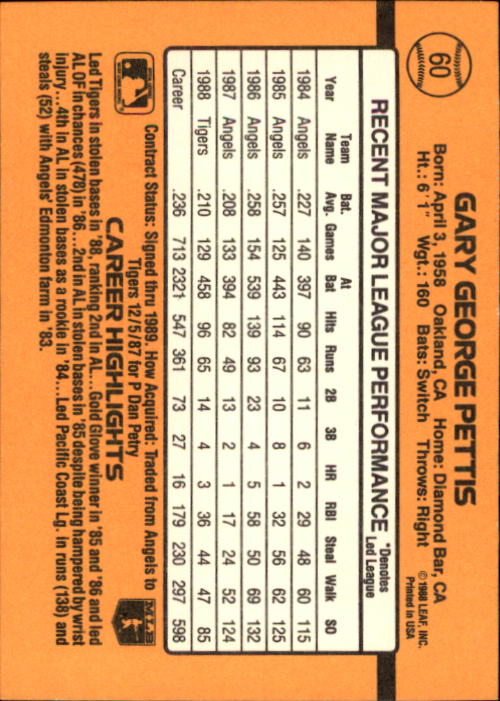 60
GARY GEORGE PETTIS
Born: April 3, 1958 Oakland, CA Home: Diamond Bar, CA
Ht.: 6' 1" Wgt.: 160 Bats: Switch Throws: Right
©1988 LEAF, INC.
Printed in USA
RECENT MAJOR LEAGUE PERFORMANCE *Denotes Led League
Year Team Name Bat. Avg. Games At Bat Hits Runs 2B 3B HR RBI Steal Walk SO
1984 Angels .227 140 397 90 63 11 6 2 29 48 60 115
1985 Angels .257 125 443 114 67 10 8 1 32 56 62 125
1986 Angels .258 154 539 139 93 23 4 5 58 50 69 132
1987 Angels .208 133 394 82 49 13 2 1 17 24 52 124
1988 Tigers .210 129 458 96 65 14 4 3 36 44 47 85
Career .236 713 2321 547 361 73 27 16 179 230 297 598
Contract Status: Signed thru 1989. How Acquired: Traded from Angels to
Tigers 12/5/87 for P Dan Petry
MLB
CAREER HIGHLIGHTS
Led Tigers in stolen bases in '88, ranking 2nd in AL...Gold Glove winner in '85 and '86 and led
AL OF in chances (478) in '86...2nd in AL in stolen bases in '85 despite being hampered by wrist
injury...4th in AL in stolen bases as a rookie in '84...Led Pacific Coast Lg. in runs (138) and
steals (52) with Angels' Edmonton farm in '83.